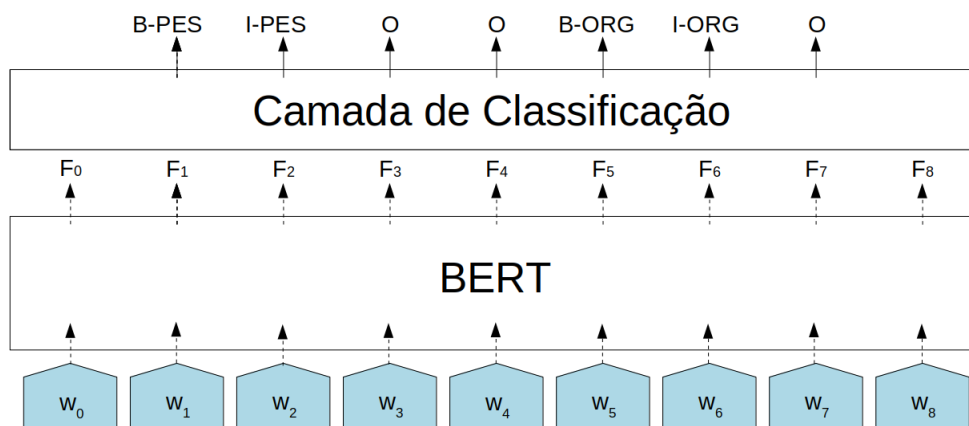 B-PES I-PES O O B-ORG I-ORG O
Camada de Classificação
F0 F1 F2 F3 F4 F5 F6 F7 F8
BERT
w0 w1 w2 w3 w4 w5 w6 w7 w8